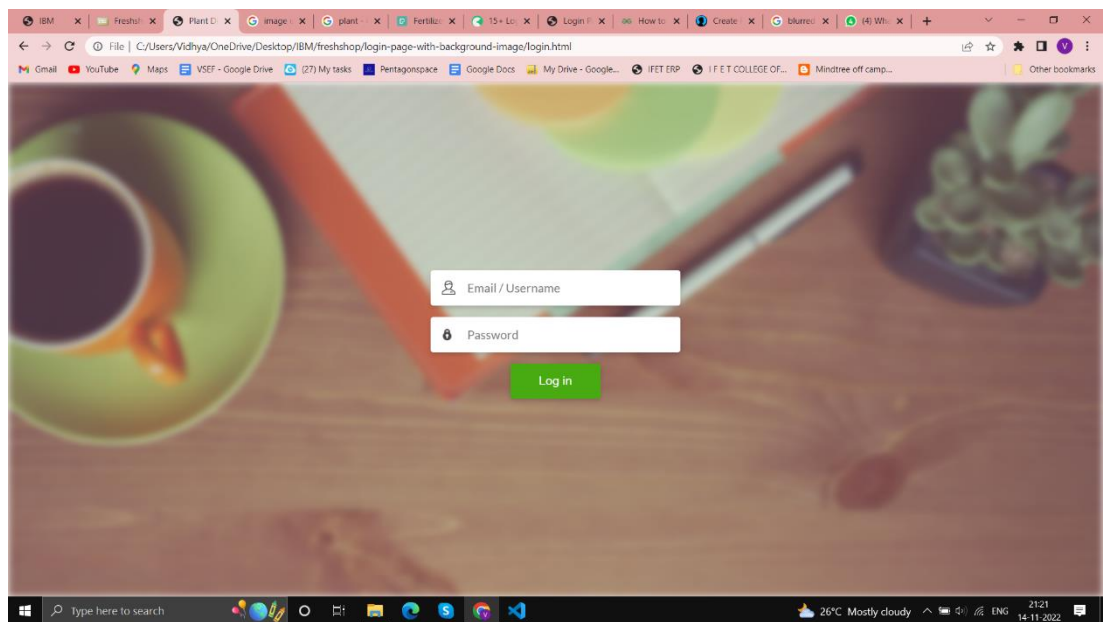 IBM Freshsh Plant D image plant - Fertilize 15+ Log Login F How to Create blurred (4) Wha
File | C:/Users/Vidhya/OneDrive/Desktop/IBM/freshshop/login-page-with-background-image/login.html
Gmail YouTube Maps VSEF - Google Drive (27) My tasks Pentagonspace Google Docs My Drive - Google... IFET ERP I F E T COLLEGE OF... Mindtree off camp... Other bookmarks
Email / Username
Password
Log in
Type here to search 26°C Mostly cloudy ENG 21:21
14-11-2022